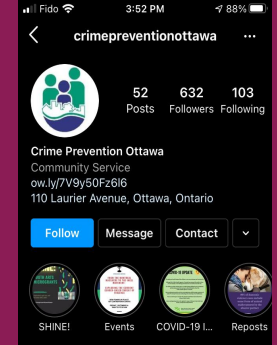 Fido 3:52 PM 88%
crimepreventionottawa ...
52 632 103
Posts Followers Following
Crime Prevention Ottawa
Community Service
ow.ly/7V9y50Fz6l6
110 Laurier Avenue, Ottawa, Ontario
Follow Message Contact
SHINE! Events COVID-19 I... Reposts